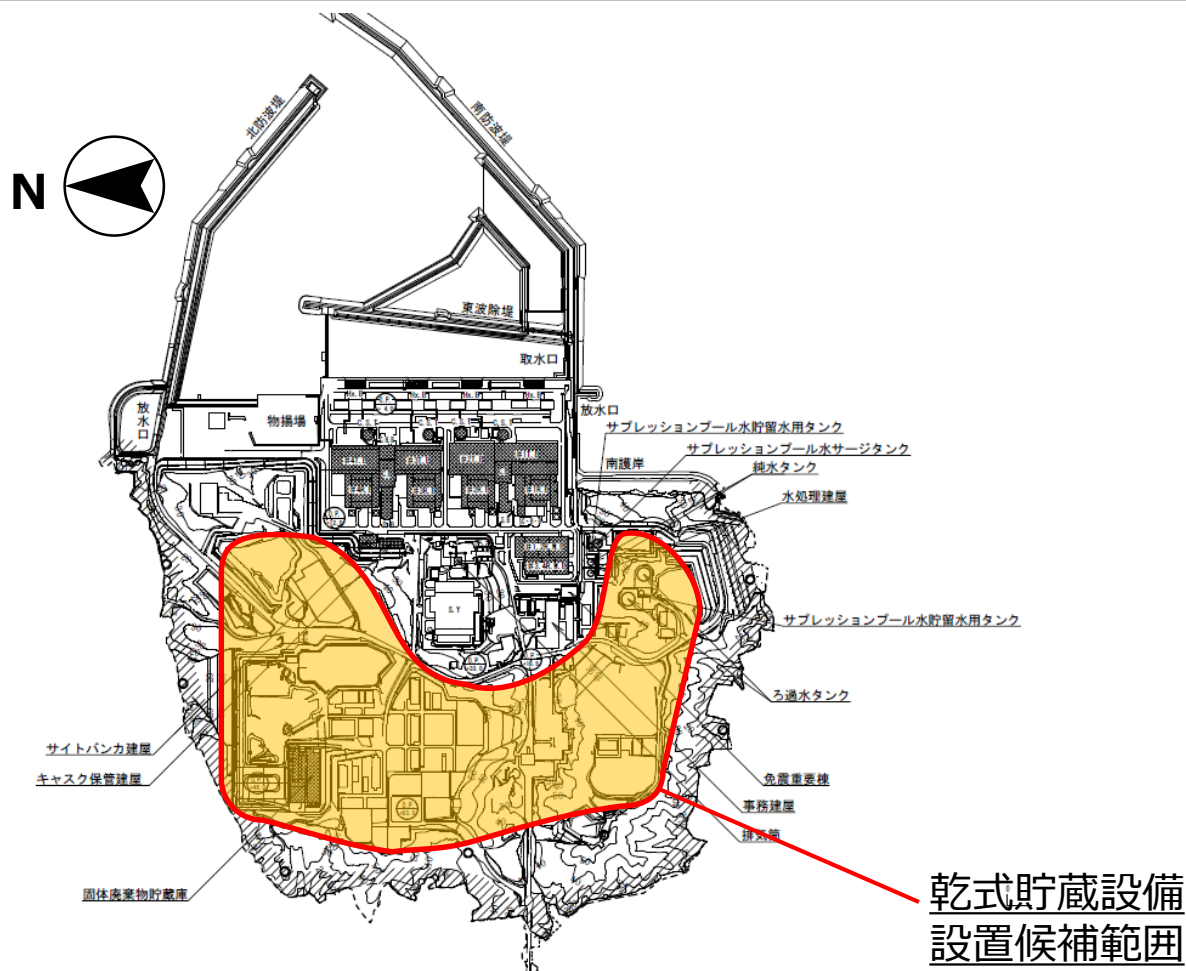 北防波堤
南防波堤
N
東波除堤
取水口
Hx.B
Hx.B
Hx.B
Hx.B
放水口
物揚場
放水口
C.S.T
C.S.T
C.S.T
C.S.T
サプレッションプール水貯留水用タンク
サプレッションプール水サージタンク
南護岸
純水タンク
水処理建屋
S.Y
サプレッションプール水貯留水用タンク
ろ過水タンク
サイトバンカ建屋
キャスク保管建屋
免震重要棟
事務建屋
排気筒
固体廃棄物貯蔵庫
乾式貯蔵設備
設置候補範囲